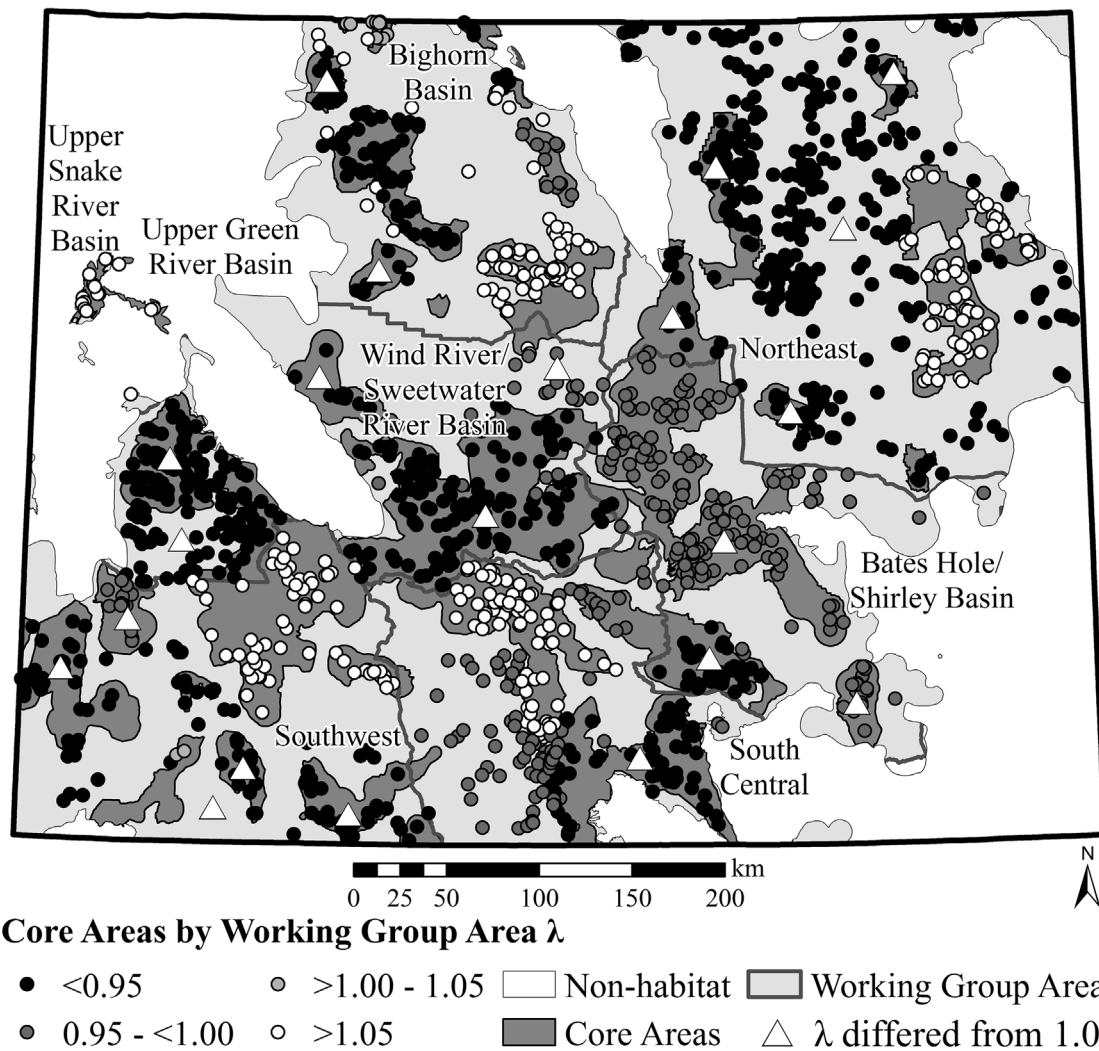 Bighorn
Basin
Upper
Snake
River
Basin
Upper Green
River Basin
Wind River/
Sweetwater
River Basin
Northeast
Bates Hole/
Shirley Basin
Southwest
South
Central
km
0 25 50 100 150 200
N
Core Areas by Working Group Area λ
<0.95 >1.00 - 1.05 Non-habitat Working Group Area
0.95 - <1.00 >1.05 Core Areas λ differed from 1.0